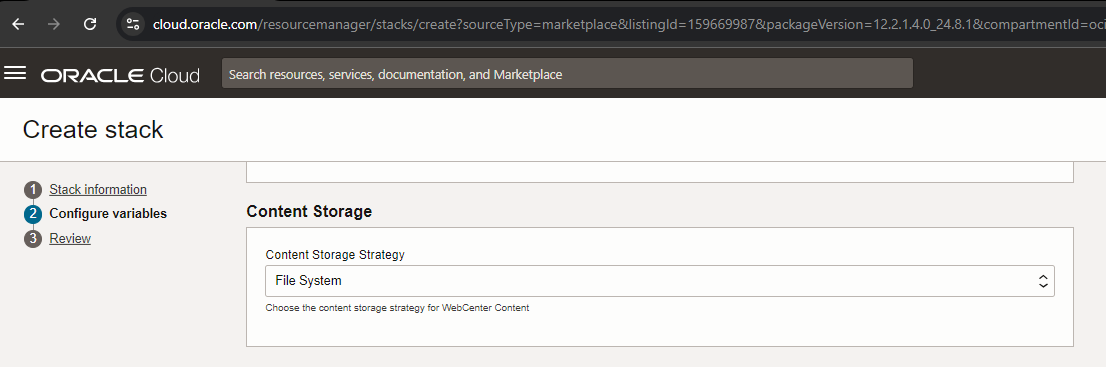 cloud.oracle.com/resourcemanager/stacks/create?sourceType=marketplace&listingId=159669987&packageVersion=12.2.1.4.0_24.8.1&compartmentId=oci
ORACLE Cloud
Search resources, services, documentation, and Marketplace
Create stack
1 Stack information
2 Configure variables
3 Review
Content Storage
Content Storage Strategy
File System
Choose the content storage strategy for WebCenter Content